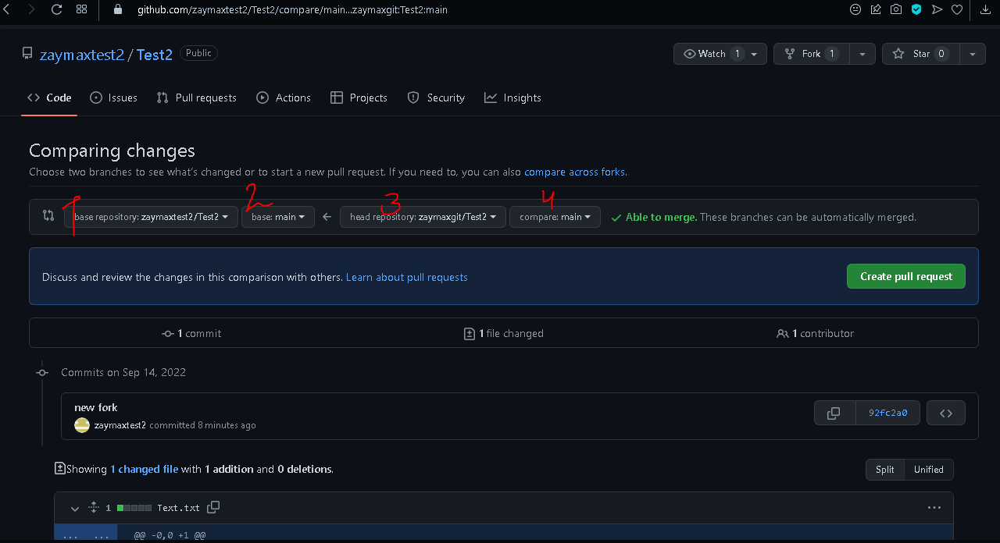 github.com/zaymaxtest2/Test2/compare/main...zaymaxgit:Test2:main
zaymaxtest2 / Test2 Public Watch 1 Fork 1 Star 0
Code Issues Pull requests Actions Projects Security Insights
Comparing changes
Choose two branches to see what's changed or to start a new pull request. If you need to, you can also compare across forks.
1 2 3 4
base repository: zaymaxtest2/Test2 base: main head repository: zaymaxgit/Test2 compare: main Able to merge. These branches can be automatically merged.
Discuss and review the changes in this comparison with others. Learn about pull requests Create pull request
1 commit 1 file changed 1 contributor
Commits on Sep 14, 2022
new fork
zaymaxtest2 committed 8 minutes ago 92fc2a0
Showing 1 changed file with 1 addition and 0 deletions. Split Unified
1 Text.txt ...
... ... @@ -0,0 +1 @@